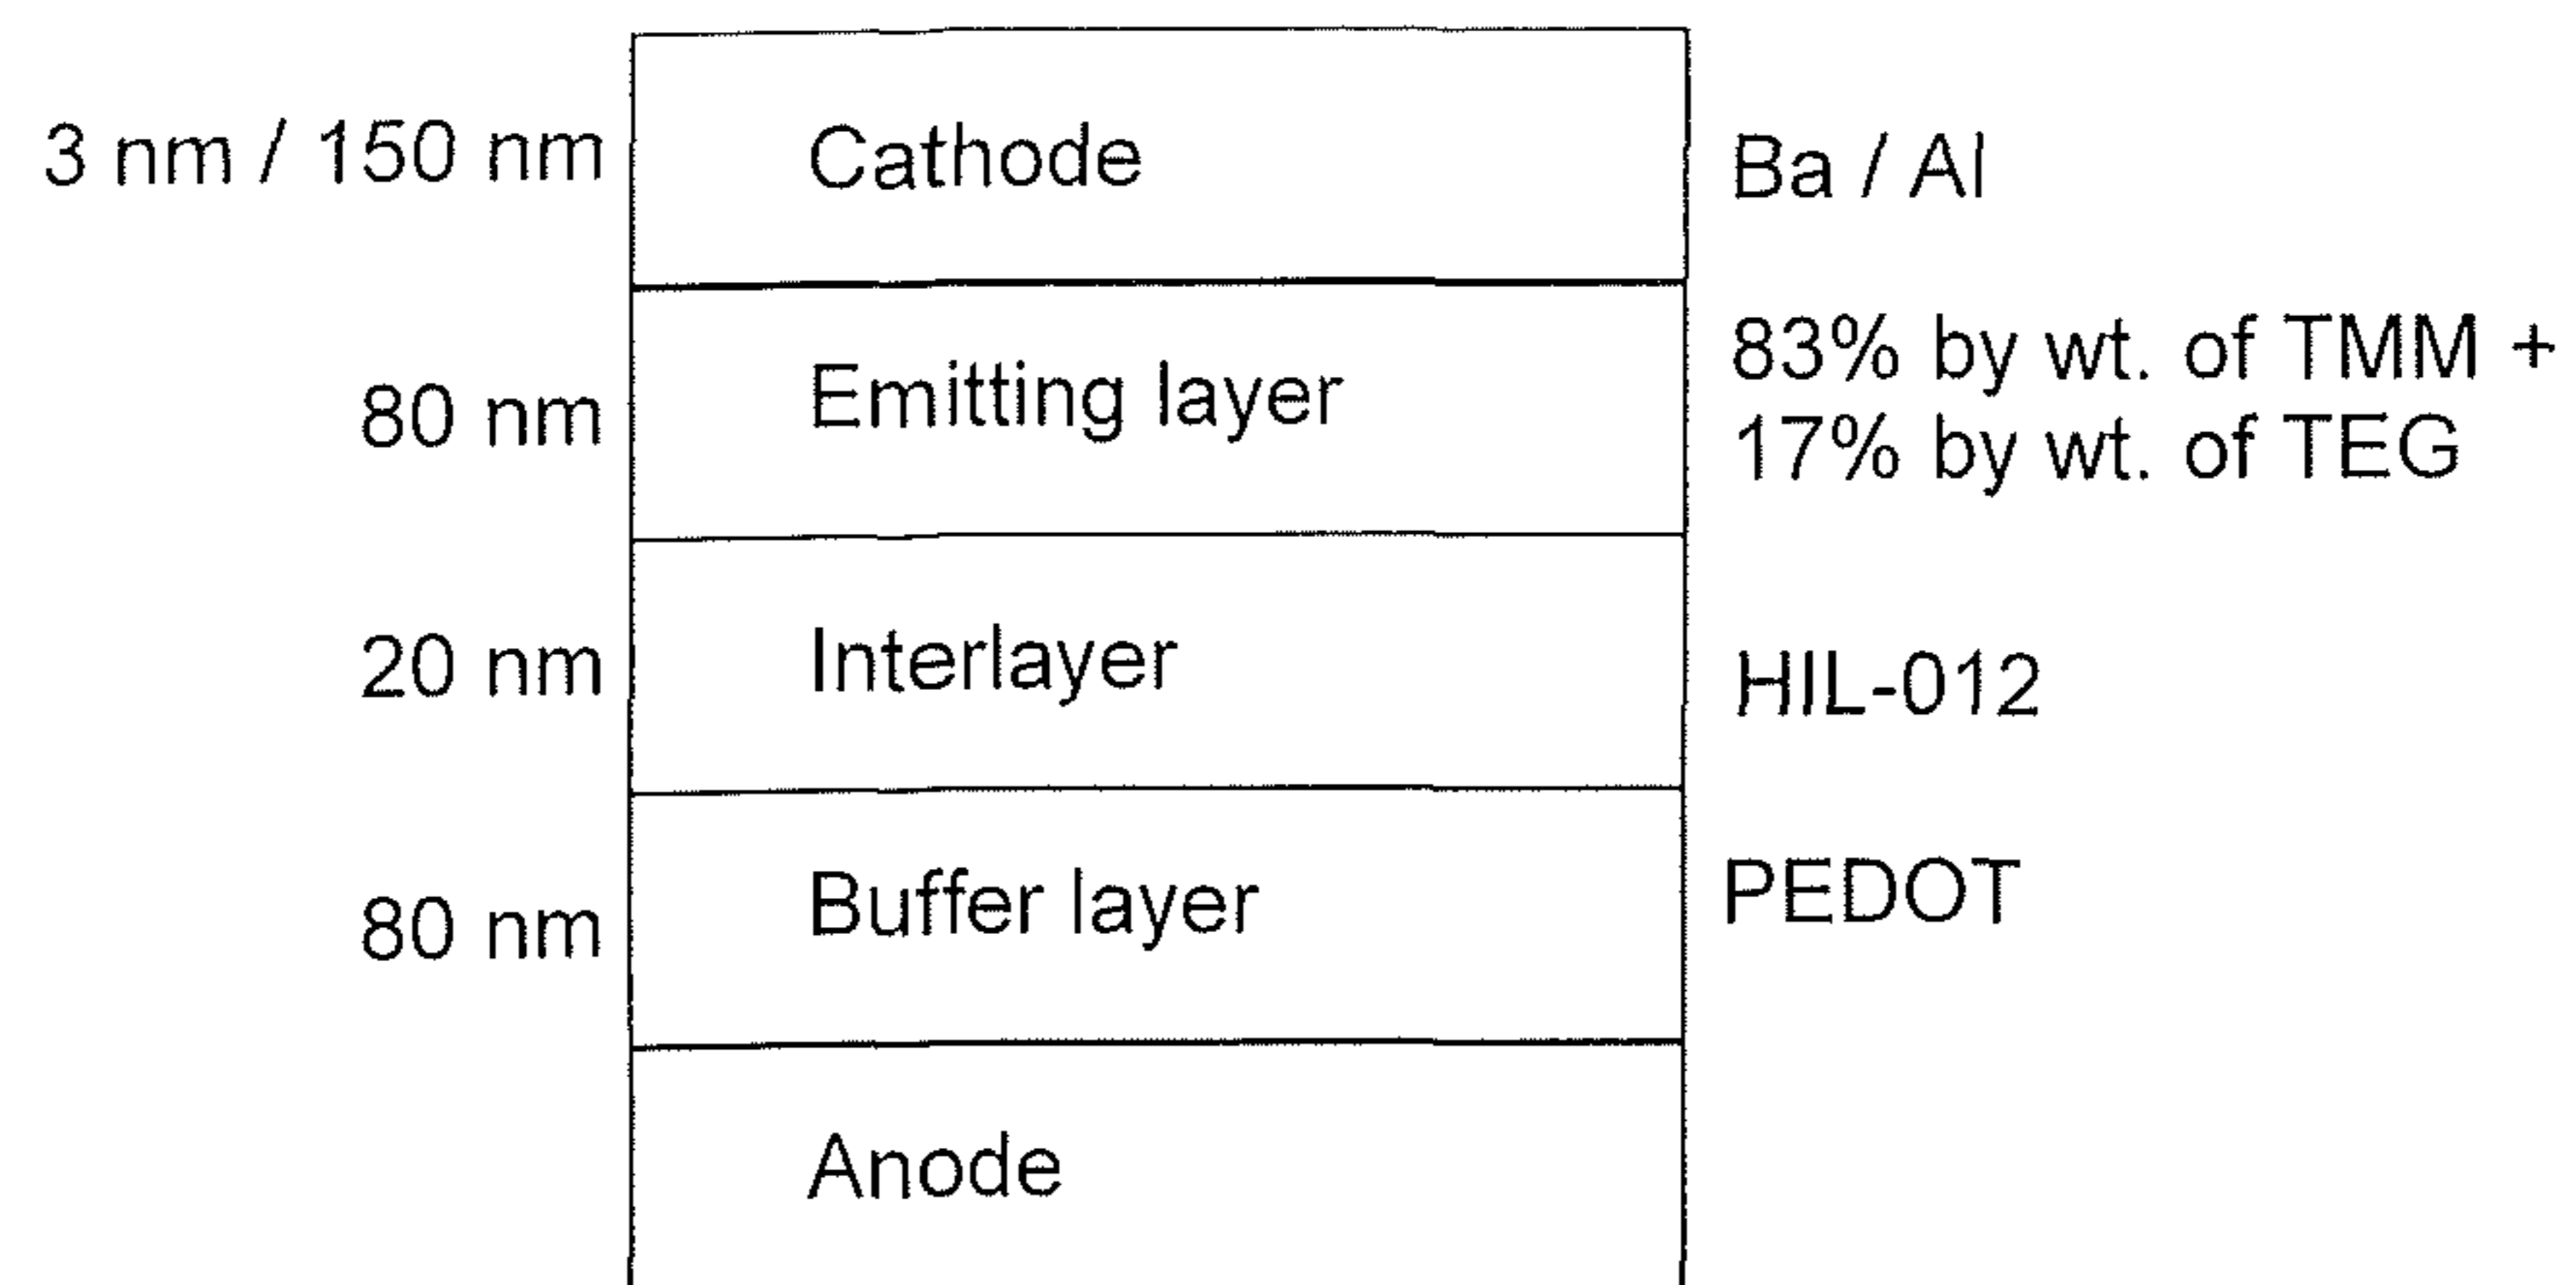 3 nm / 150 nm
Cathode
Ba / Al
80 nm
Emitting layer
83% by wt. of TMM +
17% by wt. of TEG
20 nm
Interlayer
HIL-012
80 nm
Buffer layer
PEDOT
Anode